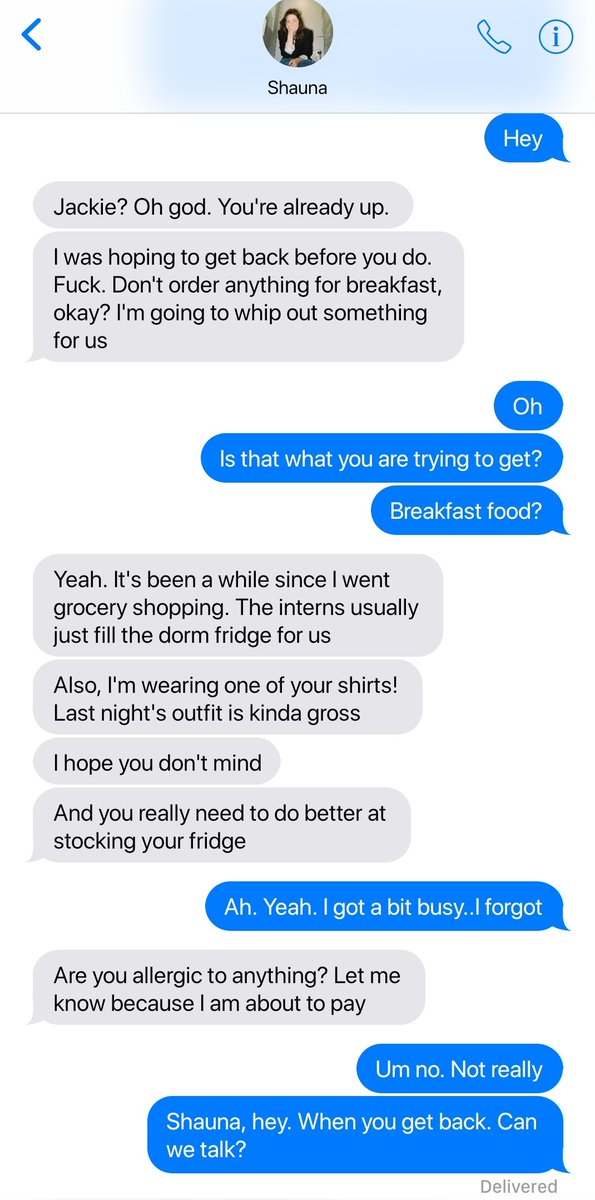 Shauna
Hey
Jackie? Oh god. You're already up.
I was hoping to get back before you do.
Fuck. Don't order anything for breakfast,
okay? I'm going to whip out something
for us
Oh
Is that what you are trying to get?
Breakfast food?
Yeah. It's been a while since I went
grocery shopping. The interns usually
just fill the dorm fridge for us
Also, I'm wearing one of your shirts!
Last night's outfit is kinda gross
I hope you don't mind
And you really need to do better at
stocking your fridge
Ah. Yeah. I got a bit busy..I forgot
Are you allergic to anything? Let me
know because I am about to pay
Um no. Not really
Shauna, hey. When you get back. Can
we talk?
Delivered